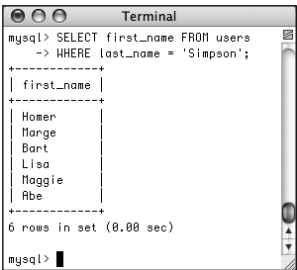 Terminal
mysql> SELECT first_name FROM users
    -> WHERE last_name = 'Simpson';
+------------+
| first_name |
+------------+
| Homer
| Marge
| Bart
| Lisa
| Maggie
| Abe
+------------+
6 rows in set (0.00 sec)
mysql>